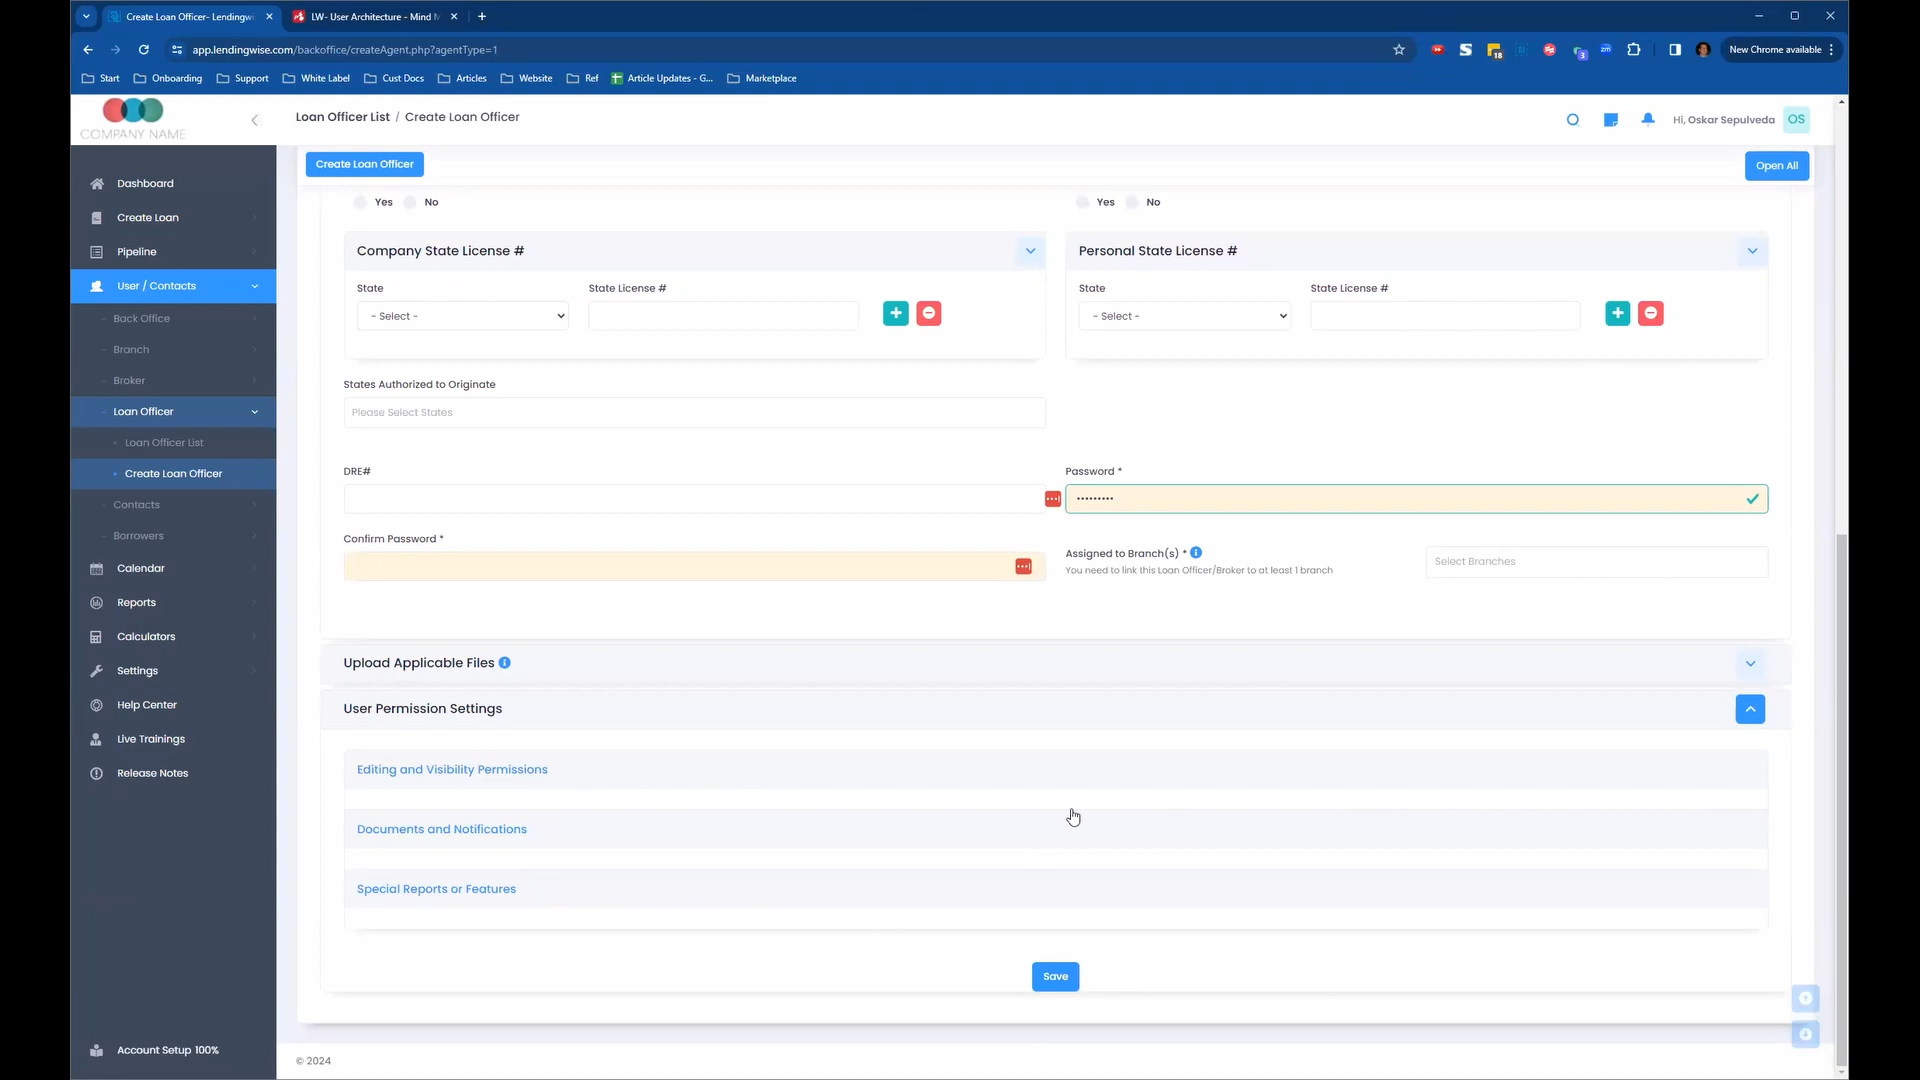 Create Loan Officer- Lendingwi
LW- User Architecture - Mind M
app.lendingwise.com/backoffice/createAgent.php?agentType=1
18
3
zm
New Chrome available
Start
Onboarding
Support
White Label
Cust Docs
Articles
Website
Ref
Article Updates - G...
Marketplace
COMPANY NAME
Loan Officer List / Create Loan Officer
Hi, Oskar Sepulveda
OS
Create Loan Officer
Open All
Dashboard
Create Loan
Pipeline
User / Contacts
Back Office
Branch
Broker
Loan Officer
Loan Officer List
Create Loan Officer
Contacts
Borrowers
Calendar
Reports
Calculators
Settings
Help Center
Live Trainings
Release Notes
Account Setup 100%
Yes No
Yes No
Company State License #
Personal State License #
State
State License #
- Select -
State
State License #
- Select -
States Authorized to Originate
Please Select States
DRE#
Password *
Confirm Password *
Assigned to Branch(s) *
You need to link this Loan Officer/Broker to at least 1 branch
Select Branches
Upload Applicable Files
User Permission Settings
Editing and Visibility Permissions
Documents and Notifications
Special Reports or Features
Save
© 2024